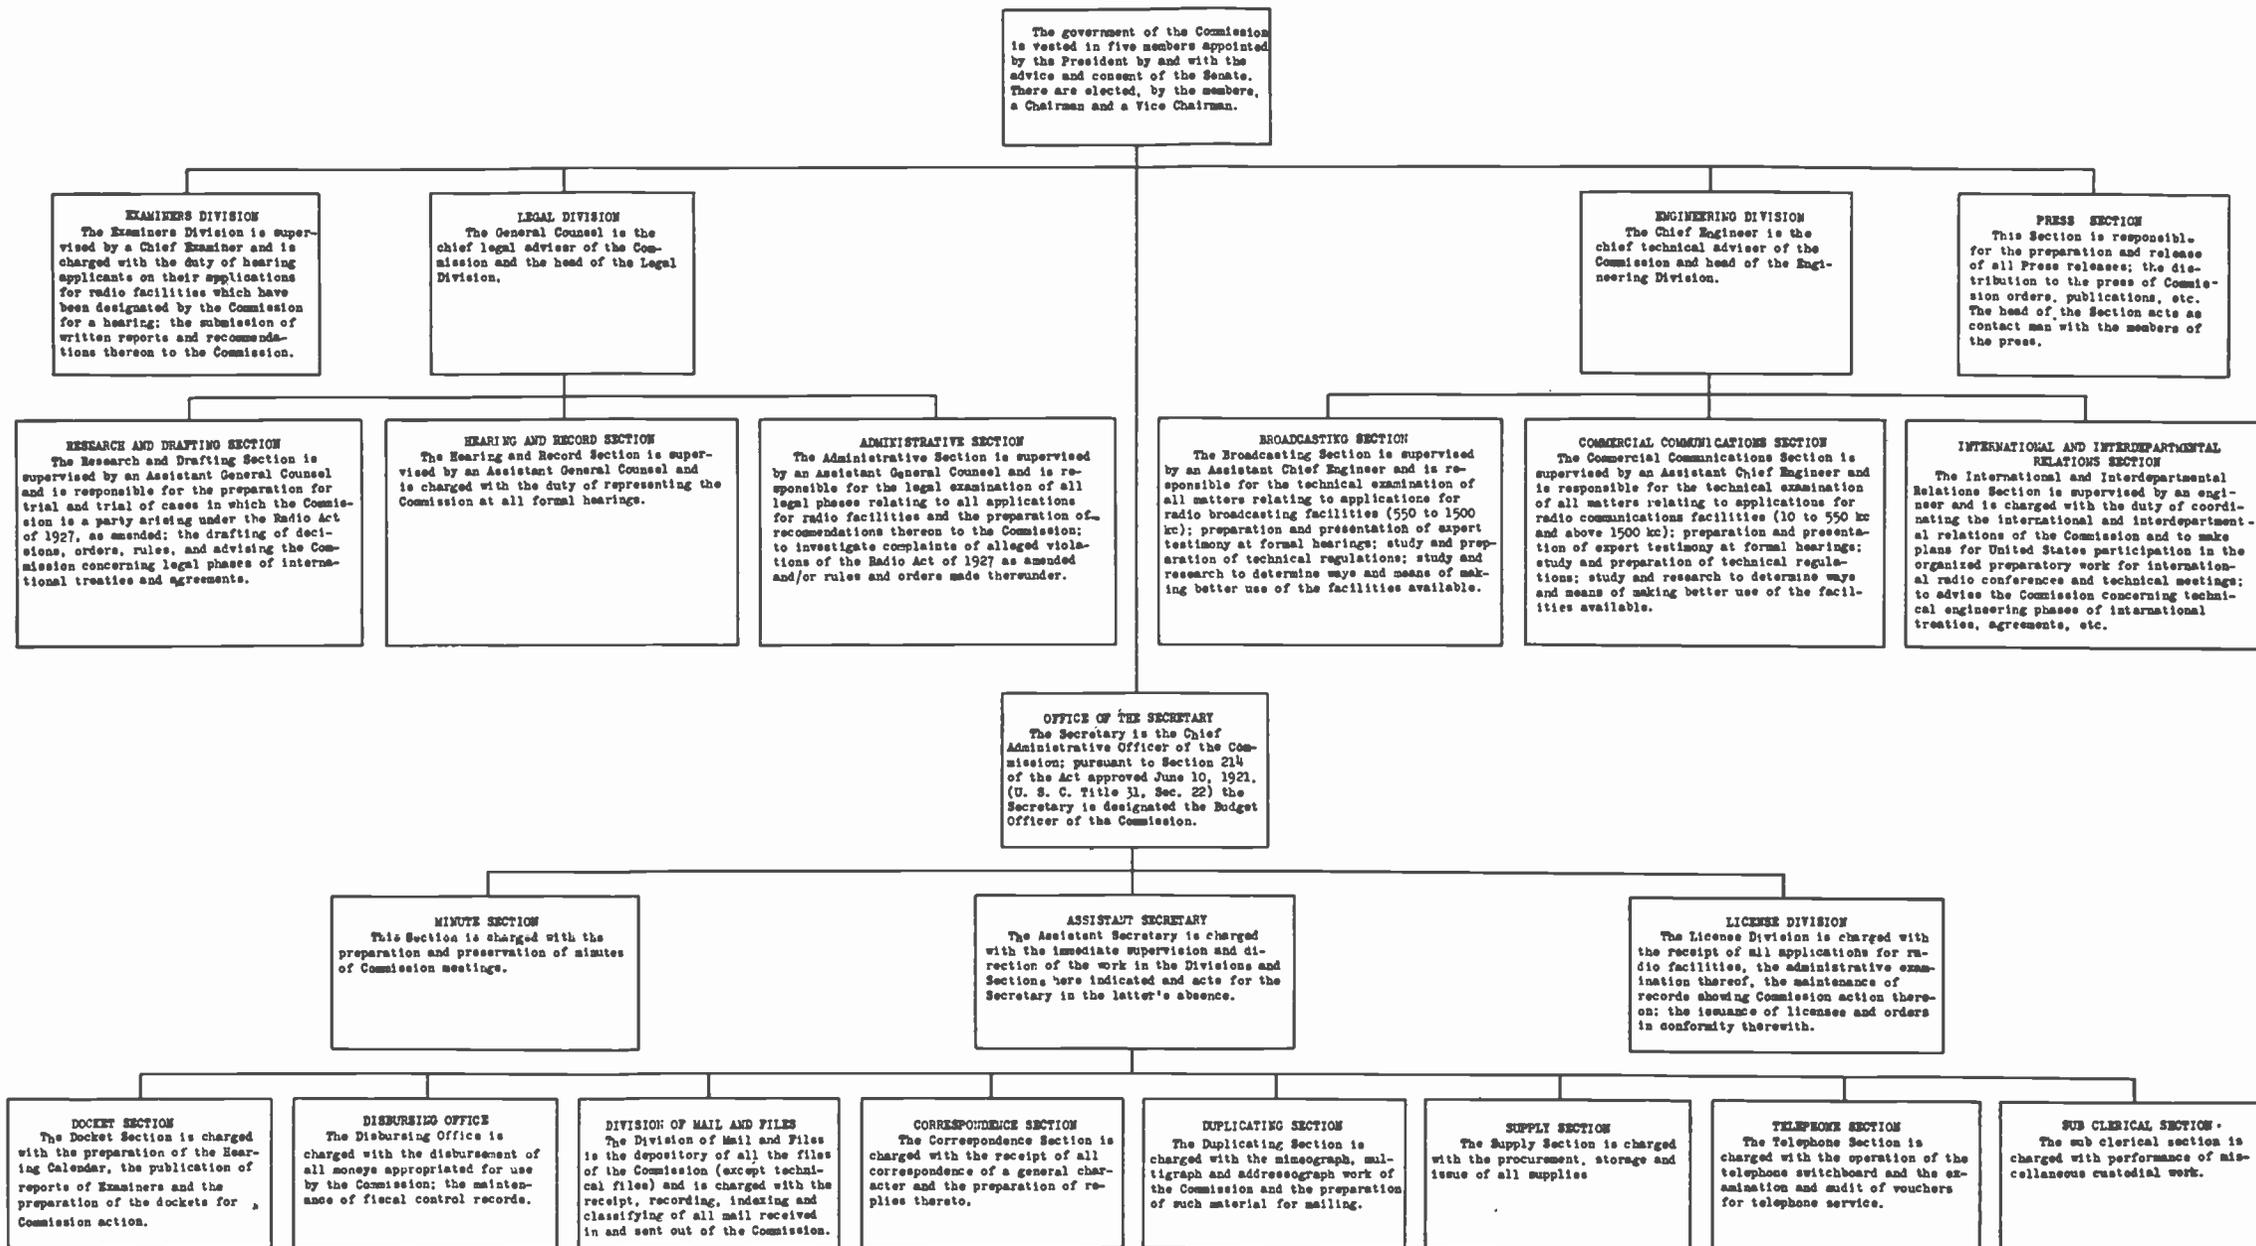 The government of the Commission
is vested in five members appointed
by the President by and with the
advice and consent of the Senate.
There are elected, by the members,
a Chairman and a Vice Chairman.
EXAMINERS DIVISION
The Examiners Division is super-
vised by a Chief Examiner and is
charged with the duty of hearing
applicants on their applications
for radio facilities which have
been designated by the Commission
for a hearing; the submission of
written reports and recommenda-
tions thereon to the Commission.
LEGAL DIVISION
The General Counsel is the
chief legal adviser of the Com-
mission and the head of the Legal
Division.
ENGINEERING DIVISION
The Chief Engineer is the
chief technical adviser of the
Commission and head of the Engi-
neering Division.
PRESS SECTION
This Section is responsible
for the preparation and release
of all Press releases; the dis-
tribution to the press of Commis-
sion orders, publications, etc.
The head of the Section acts as
contact man with the members of
the press.
RESEARCH AND DRAFTING SECTION
The Research and Drafting Section is
supervised by an Assistant General Counsel
and is responsible for the preparation for
trial and trial of cases in which the Commis-
sion is a party arising under the Radio Act
of 1927, as amended; the drafting of deci-
sions, orders, rules, and advising the Com-
mission concerning legal phases of interna-
tional treaties and agreements.
HEARING AND RECORD SECTION
The Hearing and Record Section is super-
vised by an Assistant General Counsel and
is charged with the duty of representing the
Commission at all formal hearings.
ADMINISTRATIVE SECTION
The Administrative Section is supervised
by an Assistant General Counsel and is re-
sponsible for the legal examination of all
legal phases relating to all applications
for radio facilities and the preparation of
recommendations thereon to the Commission;
to investigate complaints of alleged viola-
tions of the Radio Act of 1927 as amended
and/or rules and orders made thereunder.
BROADCASTING SECTION
The Broadcasting Section is supervised
by an Assistant Chief Engineer and is re-
sponsible for the technical examination of
all matters relating to applications for
radio broadcasting facilities (550 to 1500
kc); preparation and presentation of expert
testimony at formal hearings; study and prep-
aration of technical regulations; study and
research to determine ways and means of mak-
ing better use of the facilities available.
COMMERCIAL COMMUNICATIONS SECTION
The Commercial Communications Section is
supervised by an Assistant Chief Engineer and
is responsible for the technical examination
of all matters relating to applications for
radio communications facilities (10 to 550 kc
and above 1500 kc); preparation and presenta-
tion of expert testimony at formal hearings;
study and preparation of technical regula-
tions; study and research to determine ways
and means of making better use of the facil-
ities available.
INTERNATIONAL AND INTERDEPARTMENTAL
RELATIONS SECTION
The International and Interdepartmental
Relations Section is supervised by an engi-
neer and is charged with the duty of coordi-
nating the international and interdepartment-
al relations of the Commission and to make
plans for United States participation in the
organized preparatory work for internation-
al radio conferences and technical meetings;
to advise the Commission concerning techni-
cal engineering phases of international
treaties, agreements, etc.
OFFICE OF THE SECRETARY
The Secretary is the Chief
Administrative Officer of the Com-
mission; pursuant to Section 214
of the Act approved June 10, 1921.
(U. S. C. Title 31, Sec. 22) the
Secretary is designated the Budget
Officer of the Commission.
MINUTE SECTION
This Section is charged with the
preparation and preservation of minutes
of Commission meetings.
ASSISTANT SECRETARY
The Assistant Secretary is charged
with the immediate supervision and di-
rection of the work in the Divisions and
Sections here indicated and acts for the
Secretary in the latter's absence.
LICENSE DIVISION
The License Division is charged with
the receipt of all applications for ra-
dio facilities, the administrative exam-
ination thereof, the maintenance of
records showing Commission action there-
on; the issuance of licenses and orders
in conformity therewith.
DOCKET SECTION
The Docket Section is charged
with the preparation of the Hear-
ing Calendar, the publication of
reports of Examiners and the
preparation of the dockets for
Commission action.
DISBURSING OFFICE
The Disbursing Office is
charged with the disbursement of
all moneys appropriated for use
by the Commission; the mainten-
ance of fiscal control records.
DIVISION OF MAIL AND FILES
The Division of Mail and Files
is the depository of all the files
of the Commission (except techni-
cal files) and is charged with the
receipt, recording, indexing and
classifying of all mail received
in and sent out of the Commission.
CORRESPONDENCE SECTION
The Correspondence Section is
charged with the receipt of all
correspondence of a general char-
acter and the preparation of re-
plies thereto.
DUPLICATING SECTION
The Duplicating Section is
charged with the mimeograph, mul-
tigraph and addressograph work of
the Commission and the preparation
of such material for mailing.
SUPPLY SECTION
The Supply Section is charged
with the procurement, storage and
issue of all supplies
TELEPHONE SECTION
The Telephone Section is
charged with the operation of the
telephone switchboard and the ex-
amination and audit of vouchers
for telephone service.
SUB CLERICAL SECTION.
The sub clerical section is
charged with performance of mis-
cellaneous custodial work.